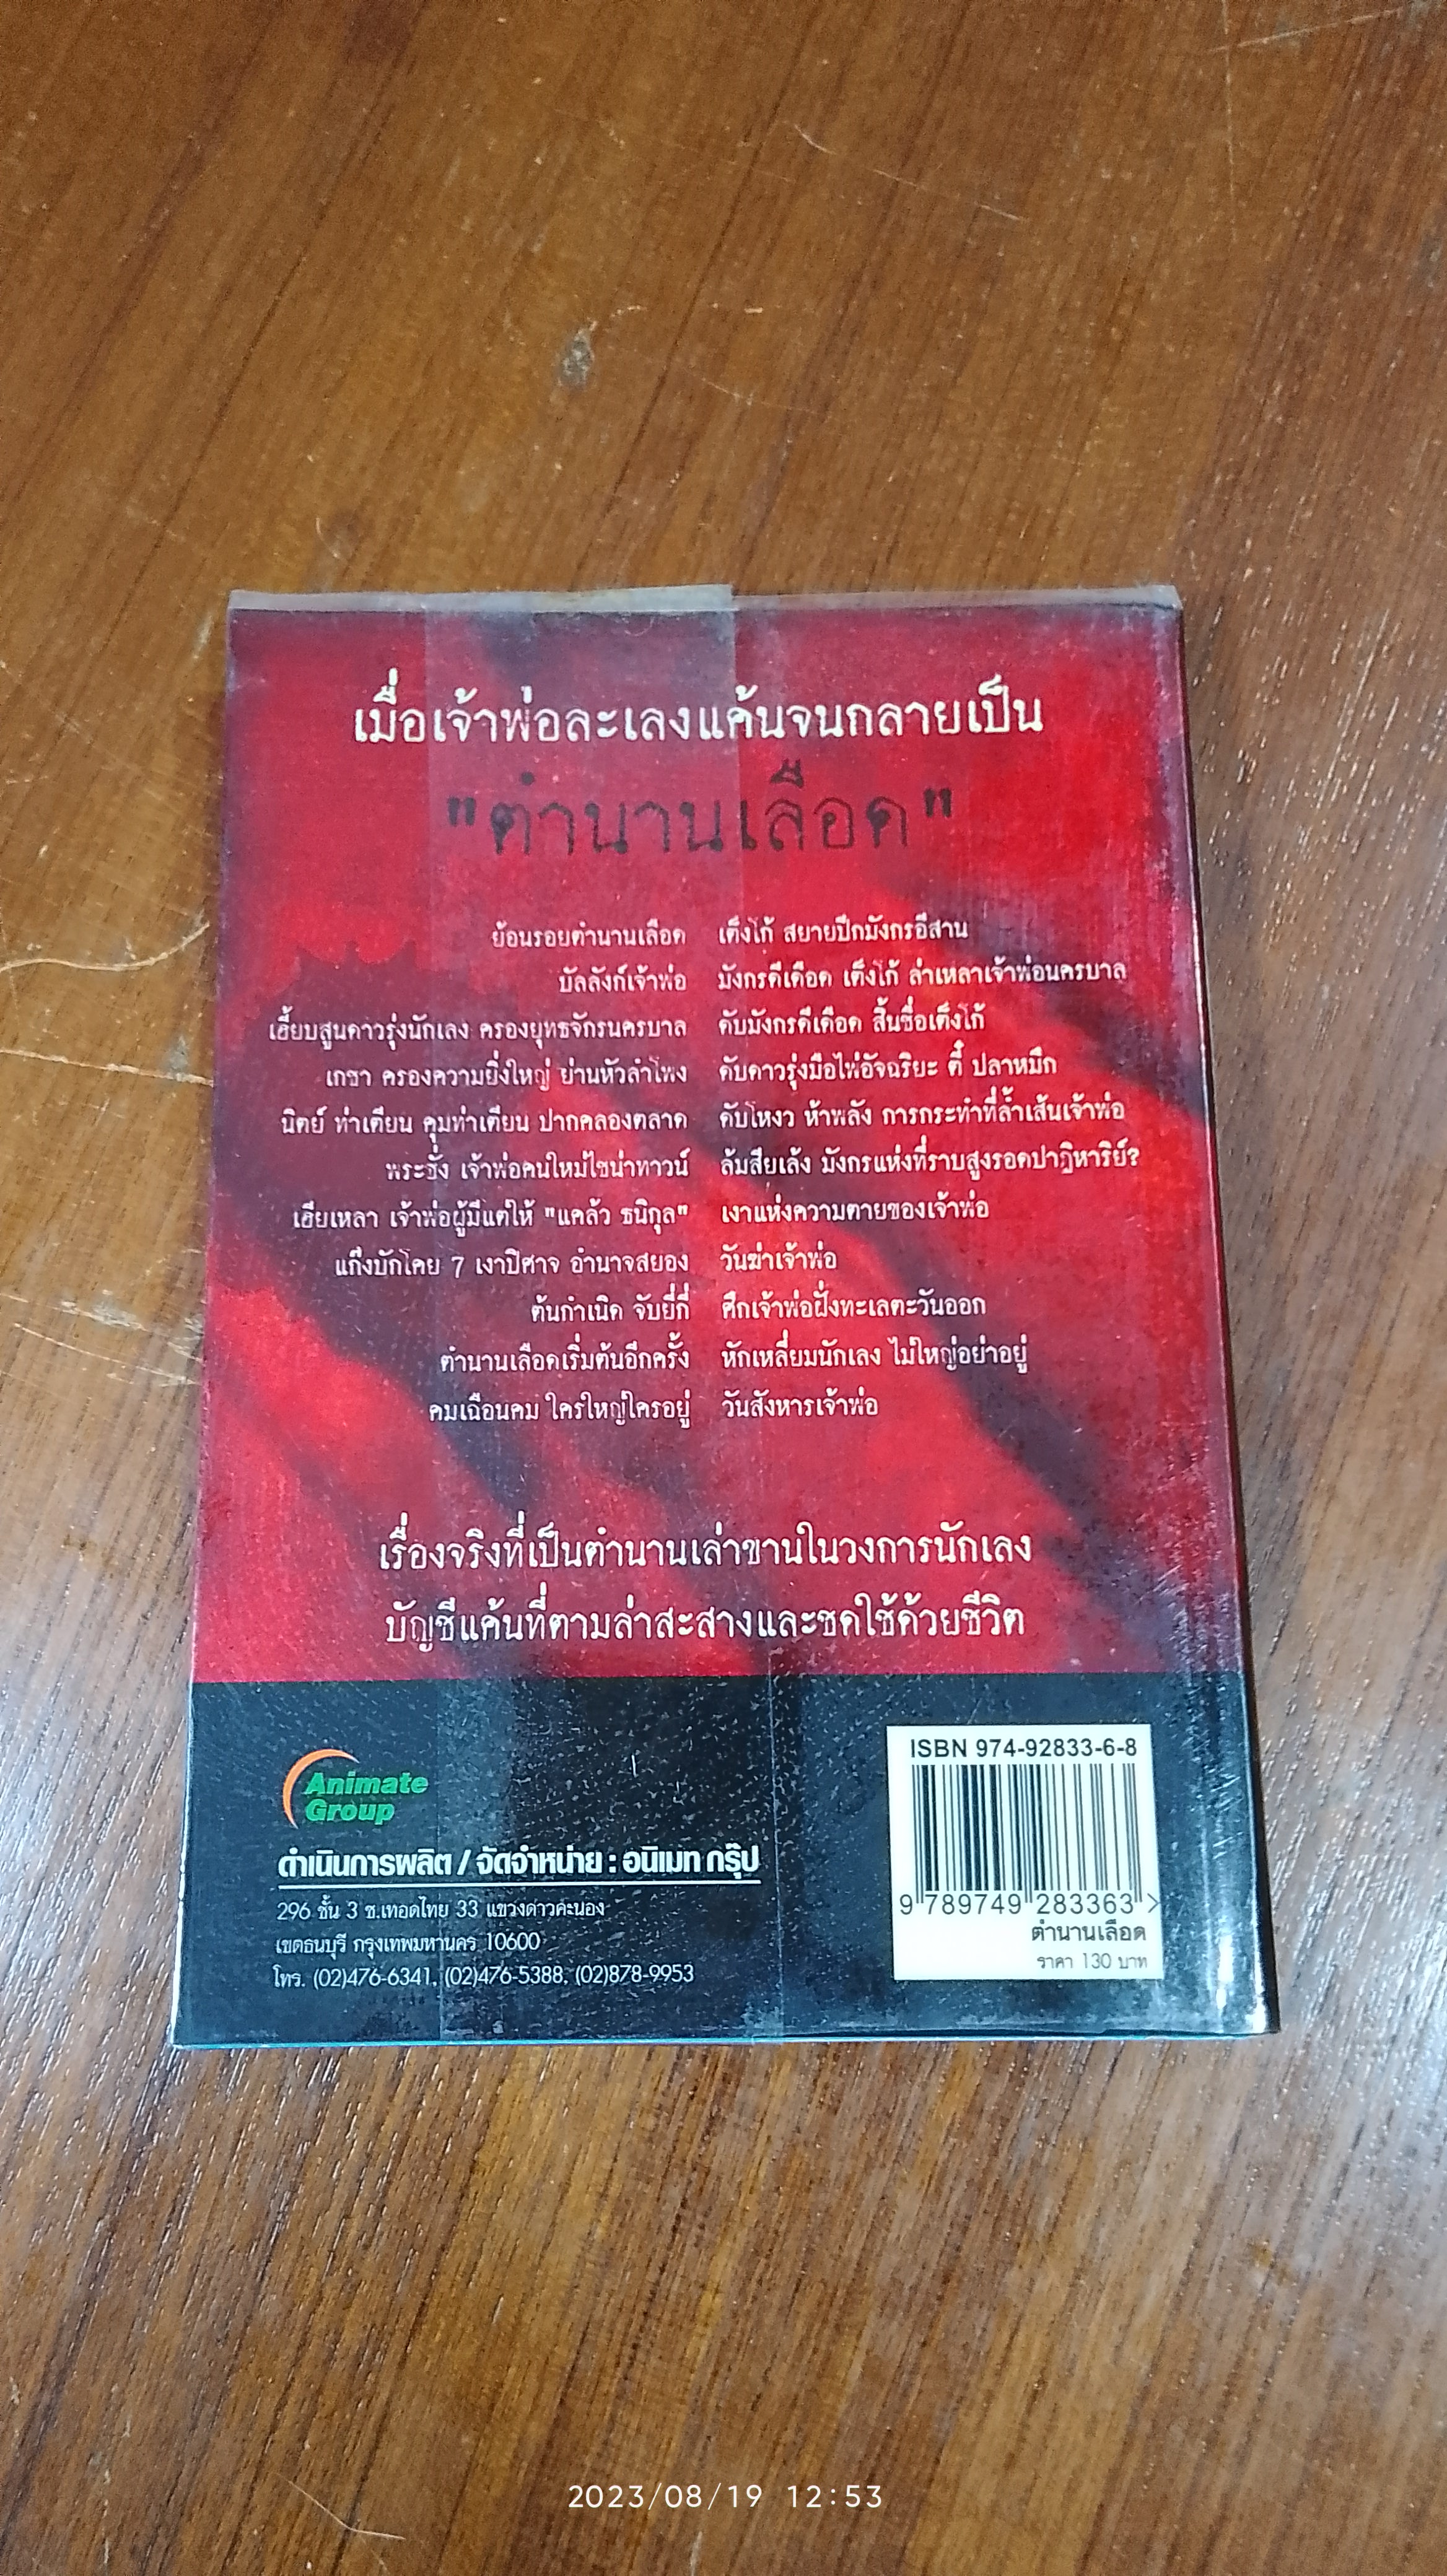 เมื่อเจ้าพ่อละเลงแค้นจนกลายเป็น
"ตำนานเลือด"
ย้อนรอยตำนานเลือด
บัลลังก์เจ้าพ่อ
เฮี้ยบสูนดาวรุ่งนักเลง ครองยุทธจักรนครบาล
เกชา ครองความยิ่งใหญ่ ย่านหัวลำโพง
นิตย์ ท่าเตียน คุมท่าเตียน ปากคลองตลาด
พระฮั่ง เจ้าพ่อคนใหม่ไชน่าทาวน์
เฮียเหลา เจ้าพ่อผู้มีแต่ให้ "แคล้ว ธนิกุล"
แก๊งบักโคย 7 เงาปิศาจ อำนาจสยอง
ต้นกำเนิด จับยี่กี่
ตำนานเลือดเริ่มต้นอีกครั้ง
คมเฉือนคม ใครใหญ่ใครอยู่
เต็งโก้ สยายปีกมังกรอีสาน
มังกรดีเดือด เต็งโก้ ล่าเหลาเจ้าพ่อนครบาล
ดับมังกรดีเดือด สิ้นชื่อเต็งโก้
ดับดาวรุ่งมือไพ่อัจฉริยะ ตี๋ ปลาหมึก
ดับโหงว ห้าพลัง การกระทำที่ล้ำเส้นเจ้าพ่อ
ล้มสียเล้ง มังกรแห่งที่ราบสูงรอดปาฏิหาริย์?
เงาแห่งความตายของเจ้าพ่อ
วันฆ่าเจ้าพ่อ
ศึกเจ้าพ่อฝั่งทะเลตะวันออก
หักเหลี่ยมนักเลง ไม่ใหญ่อย่าอยู่
วันสังหารเจ้าพ่อ
เรื่องจริงที่เป็นตำนานเล่าขานในวงการนักเลง
บัญชีแค้นที่ตามล่าสะสางและชดใช้ด้วยชีวิต
Animate
Group
ดำเนินการผลิต / จัดจำหน่าย : อนิเมท กรุ๊ป
296 ชั้น 3 ซ.เทอดไทย 33 แขวงดาวคะนอง
เขตธนบุรี กรุงเทพมหานคร 10600
โทร. (02)476-6341, (02)476-5388, (02)878-9953
ISBN 974-92833-6-8
9 789749 283363 >
ตำนานเลือด
ราคา 130 บาท
2023/08/19 12:53